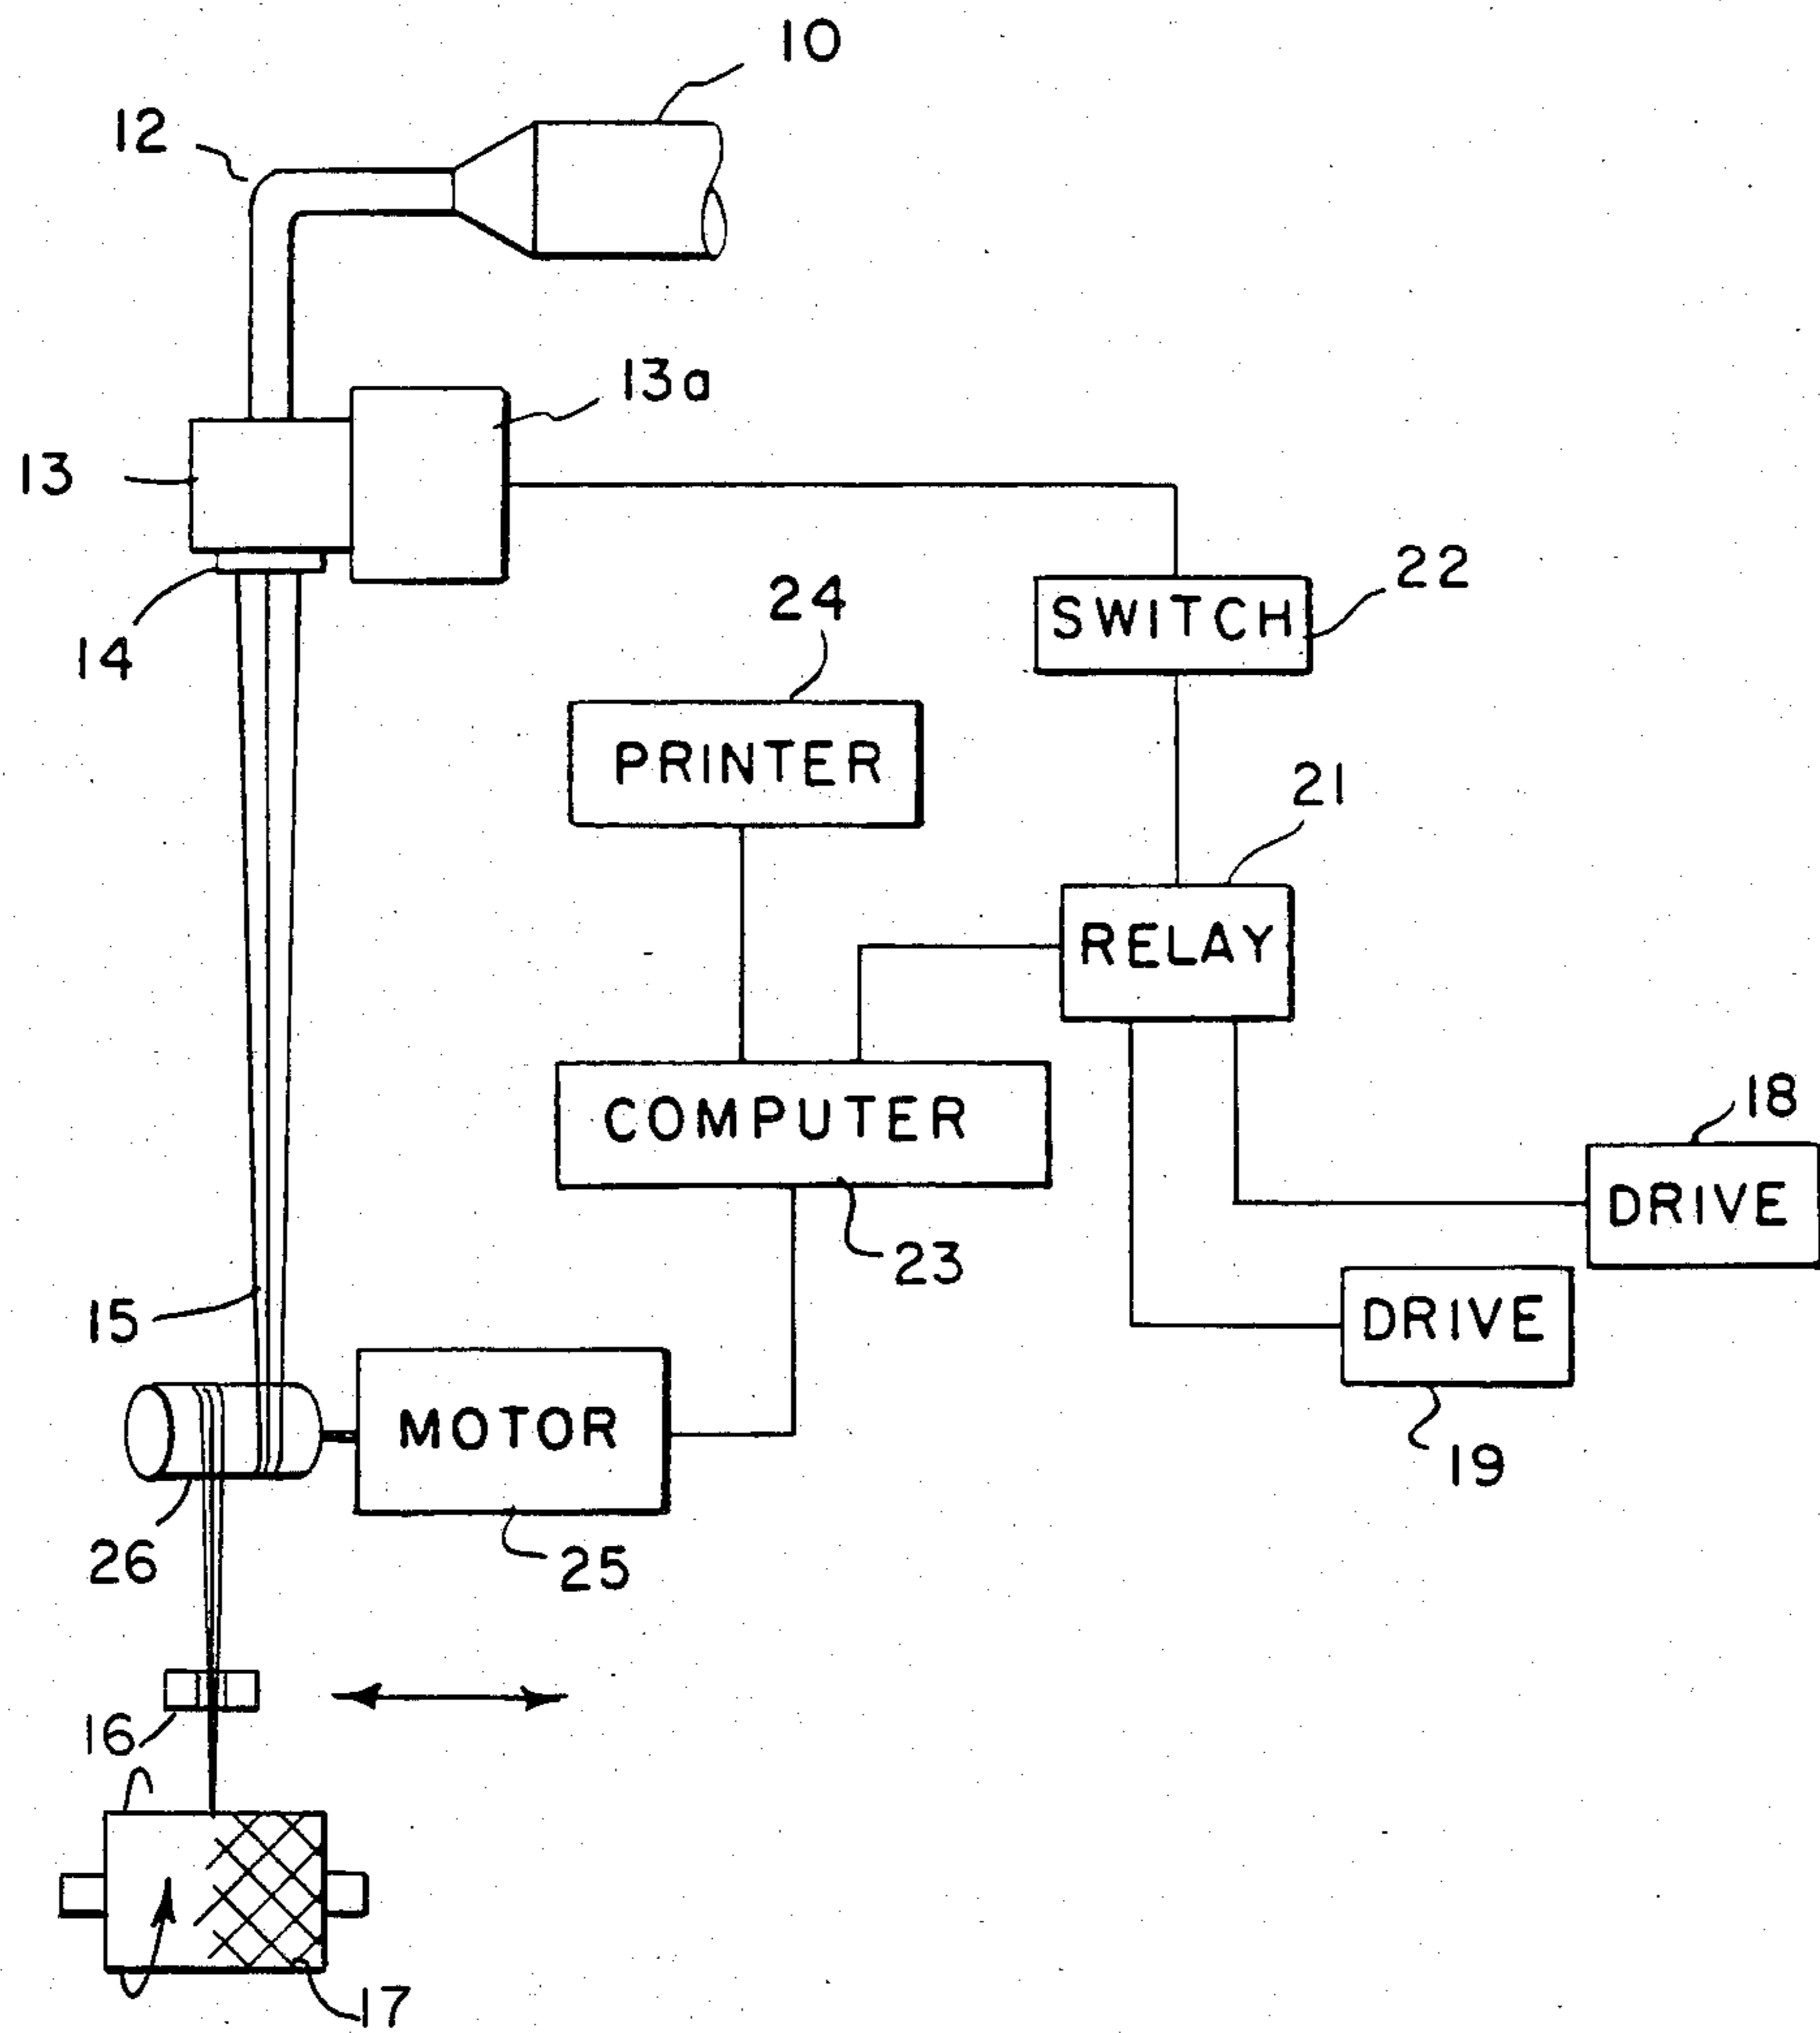 10
12
13a
13
22
SWITCH
24
14
PRINTER
21
RELAY
18
COMPUTER
DRIVE
23
15
DRIVE
MOTOR
19
26
25
16
17